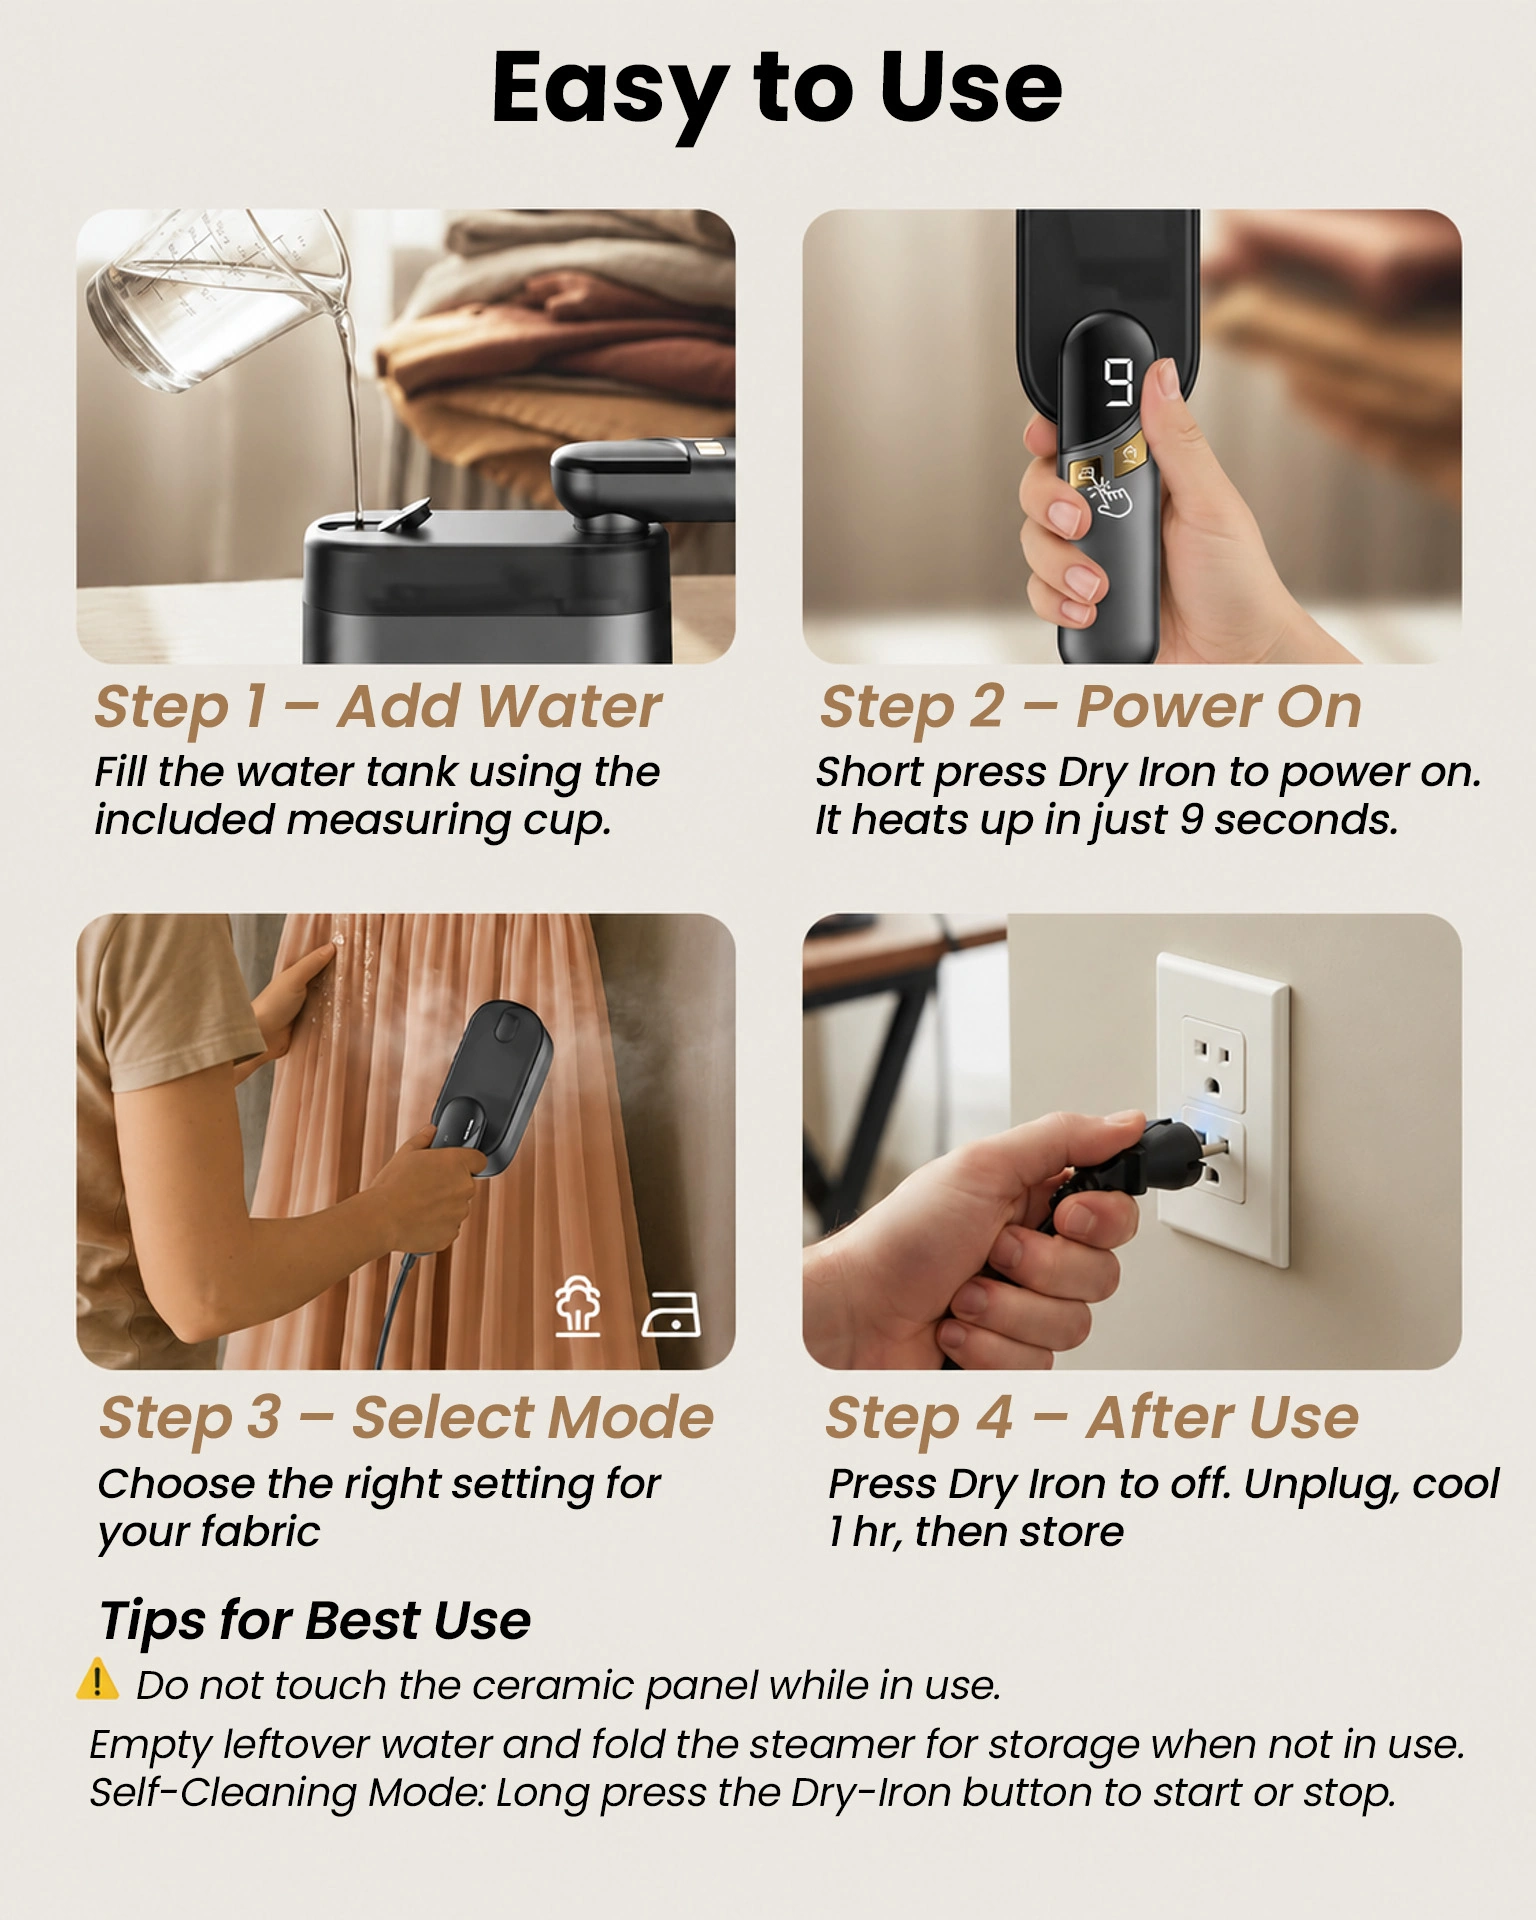 Easy to Use
9
Step 1 – Add Water
Fill the water tank using the
included measuring cup.
Step 2 – Power On
Short press Dry Iron to power on.
It heats up in just 9 seconds.
Step 3 – Select Mode
Choose the right setting for
your fabric
Step 4 – After Use
Press Dry Iron to off. Unplug, cool
1 hr, then store
Tips for Best Use
Do not touch the ceramic panel while in use.
Empty leftover water and fold the steamer for storage when not in use.
Self-Cleaning Mode: Long press the Dry-Iron button to start or stop.